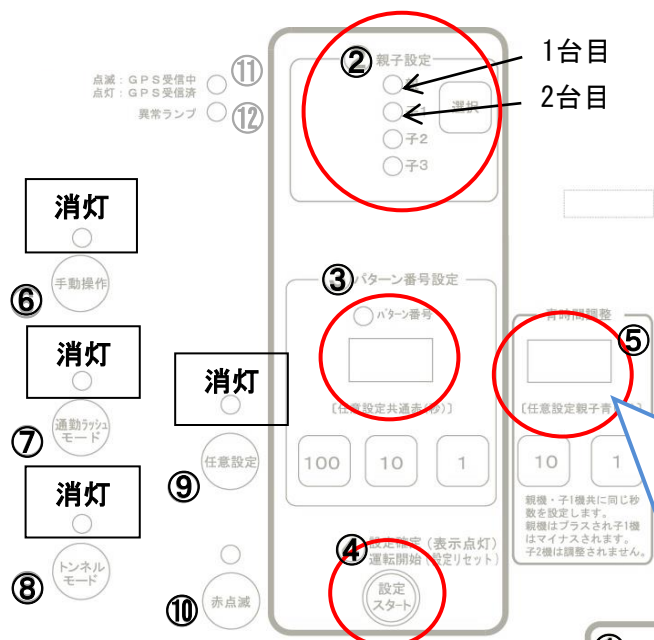 ② 親子設定
1台目
2台目
選択
子2
子3
点滅：GPS受信中
点灯：GPS受信済
⑪
異常ランプ
⑫
消灯
手動操作
⑥
消灯
通勤ラッシュ
モード
⑦
消灯
トンネル
モード
⑧
消灯
任意設定
⑨
赤点滅
⑩
③ パターン番号設定
パターン番号
[任意設定共通赤(秒)]
100
10
1
青時間調整
⑤
[任意設定親子青
10
1
親機・子1機共に同じ秒
数を設定します。
親機はプラスされ子1機
はマイナスされます。
子2機は調整されません。
④ 設定確定（表示点灯）
運転開始（設定リセット）
設定
スタート